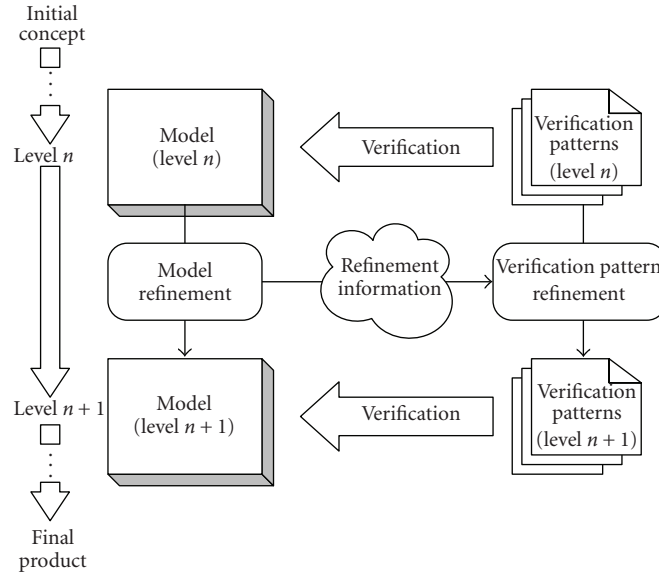 Initial
concept
Level n
Level n + 1
Final
product
Model
(level n)
Verification
Verification
patterns
(level n)
Model
refinement
Refinement
information
Verification pattern
refinement
Model
(level n + 1)
Verification
Verification
patterns
(level n + 1)